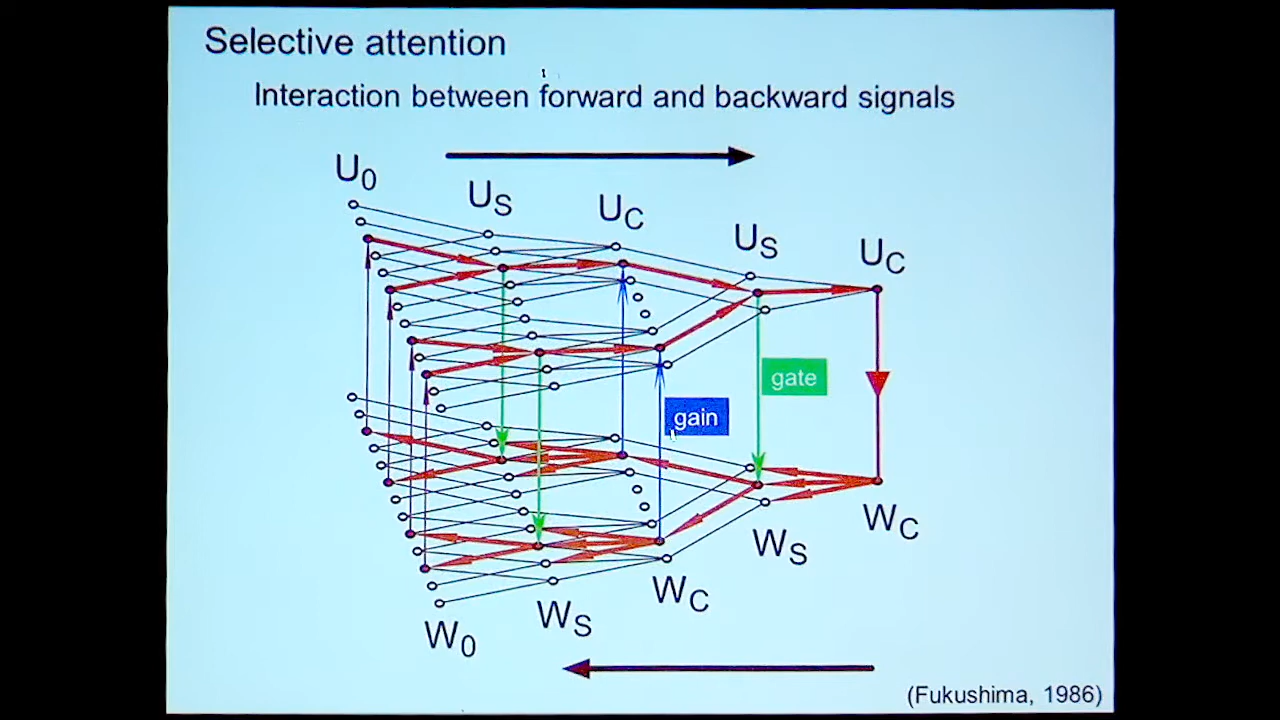 Selective attention
Interaction between forward and backward signals
U0
US
UC
US
UC
gate
gain
WC
WS
WC
WS
W0
(Fukushima, 1986)